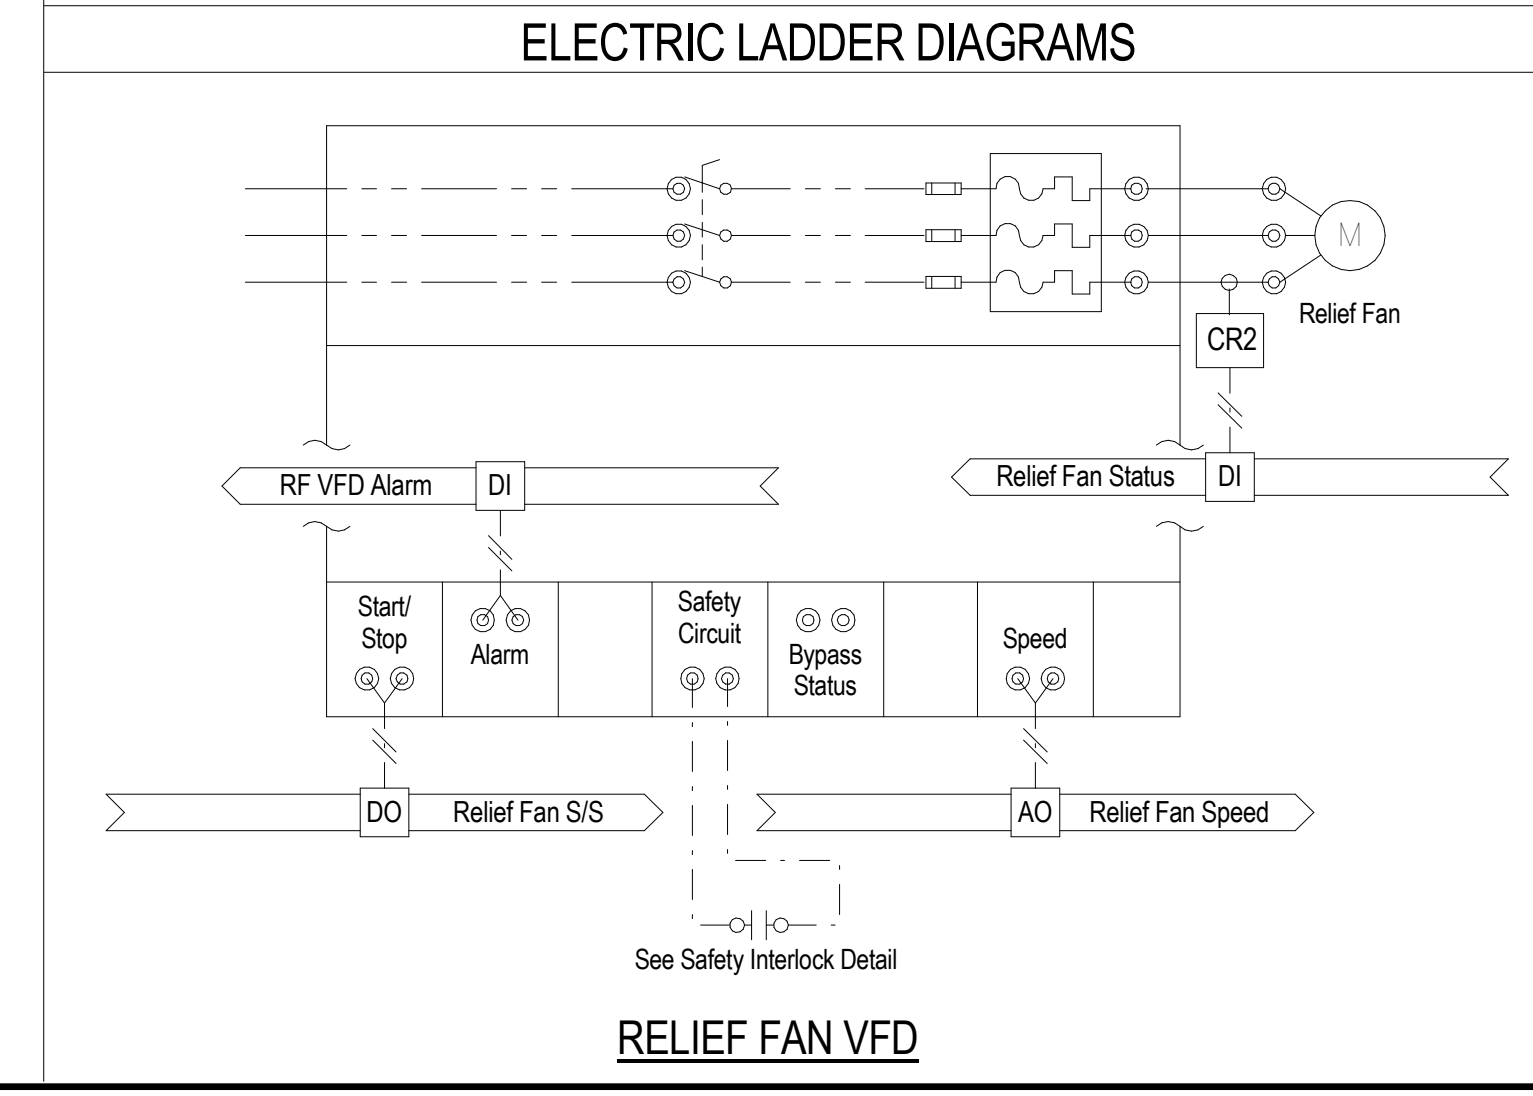 ELECTRIC LADDER DIAGRAMS
M
Relief Fan
CR2
RF VFD Alarm
DI
Relief Fan Status
DI
Start/
Stop
Alarm
Safety
Circuit
Bypass
Status
Speed
DO
Relief Fan S/S
AO
Relief Fan Speed
See Safety Interlock Detail
RELIEF FAN VFD